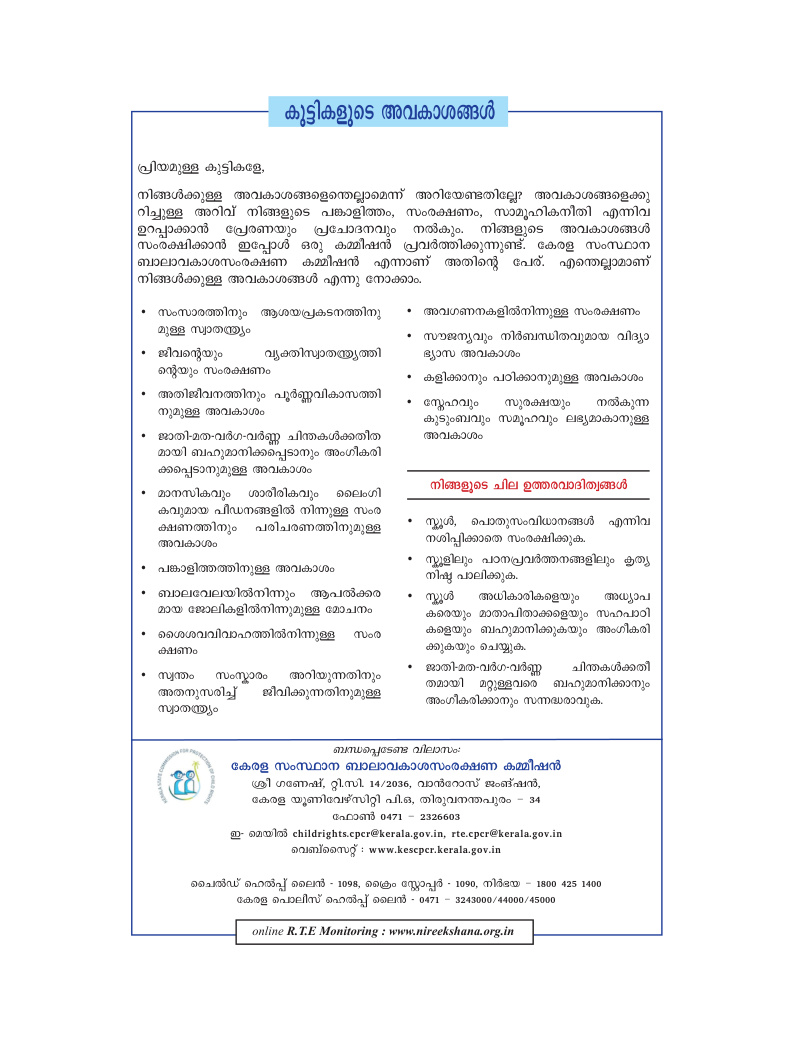 കുട്ടികളുടെ അവകാശങ്ങൾ
പ്രിയമുള്ള കുട്ടികളേ,
നിങ്ങൾക്കുള്ള അവകാശങ്ങളെന്തെല്ലാമെന്ന് അറിയേണ്ടതില്ലേ? അവകാശങ്ങളെക്കു
റിച്ചുള്ള അറിവ് നിങ്ങളുടെ പങ്കാളിത്തം, സംരക്ഷണം, സാമൂഹികനീതി എന്നിവ
ഉറപ്പാക്കാൻ പ്രേരണയും പ്രചോദനവും നൽകും. നിങ്ങളുടെ അവകാശങ്ങൾ
സംരക്ഷിക്കാൻ ഇപ്പോൾ ഒരു കമ്മീഷൻ പ്രവർത്തിക്കുന്നുണ്ട്. കേരള സംസ്ഥാന
ബാലാവകാശസംരക്ഷണ കമ്മീഷൻ എന്നാണ് അതിന്റെ പേര്. എന്തെല്ലാമാണ്
നിങ്ങൾക്കുള്ള അവകാശങ്ങൾ എന്നു നോക്കാം.
• സംസാരത്തിനും ആശയപ്രകടനത്തിനു
മുള്ള സ്വാതന്ത്ര്യം
• ജീവന്റെയും വ്യക്തിസ്വാതന്ത്ര്യത്തി
ന്റെയും സംരക്ഷണം
• അതിജീവനത്തിനും പൂർണ്ണവികാസത്തി
നുമുള്ള അവകാശം
• ജാതി-മത-വർഗ-വർണ്ണ ചിന്തകൾക്കതീത
മായി ബഹുമാനിക്കപ്പെടാനും അംഗീകരി
ക്കപ്പെടാനുമുള്ള അവകാശം
• മാനസികവും ശാരീരികവും ലൈംഗി
കവുമായ പീഡനങ്ങളിൽ നിന്നുള്ള സംര
ക്ഷണത്തിനും പരിചരണത്തിനുമുള്ള
അവകാശം
• പങ്കാളിത്തത്തിനുള്ള അവകാശം
• ബാലവേലയിൽനിന്നും ആപൽക്കര
മായ ജോലികളിൽനിന്നുമുള്ള മോചനം
• ശൈശവവിവാഹത്തിൽനിന്നുള്ള സംര
ക്ഷണം
• സ്വന്തം സംസ്കാരം അറിയുന്നതിനും
അതനുസരിച്ച് ജീവിക്കുന്നതിനുമുള്ള
സ്വാതന്ത്ര്യം
• അവഗണനകളിൽനിന്നുള്ള സംരക്ഷണം
• സൗജന്യവും നിർബന്ധിതവുമായ വിദ്യാ
ഭ്യാസ അവകാശം
• കളിക്കാനും പഠിക്കാനുമുള്ള അവകാശം
• സ്നേഹവും സുരക്ഷയും നൽകുന്ന
കുടുംബവും സമൂഹവും ലഭ്യമാകാനുള്ള
അവകാശം
നിങ്ങളുടെ ചില ഉത്തരവാദിത്വങ്ങൾ
• സ്കൂൾ, പൊതുസംവിധാനങ്ങൾ എന്നിവ
നശിപ്പിക്കാതെ സംരക്ഷിക്കുക.
• സ്കൂളിലും പഠനപ്രവർത്തനങ്ങളിലും കൃത്യ
നിഷ്ഠ പാലിക്കുക.
• സ്കൂൾ അധികാരികളെയും അധ്യാപ
കരെയും മാതാപിതാക്കളെയും സഹപാഠി
കളെയും ബഹുമാനിക്കുകയും അംഗീകരി
ക്കുകയും ചെയ്യുക.
• ജാതി-മത-വർഗ-വർണ്ണ ചിന്തകൾക്കതീ
തമായി മറ്റുള്ളവരെ ബഹുമാനിക്കാനും
അംഗീകരിക്കാനും സന്നദ്ധരാവുക.
ബന്ധപ്പെടേണ്ട വിലാസം:
കേരള സംസ്ഥാന ബാലാവകാശസംരക്ഷണ കമ്മീഷൻ
ശ്രീ ഗണേഷ്, റ്റി.സി. 14/2036, വാൻറോസ് ജംങ്ഷൻ,
കേരള യൂണിവേഴ്സിറ്റി പി.ഒ, തിരുവനന്തപുരം – 34
ഫോൺ 0471 – 2326603
ഇ- മെയിൽ childrights.cpcr@kerala.gov.in, rte.cpcr@kerala.gov.in
വെബ്സൈറ്റ് : www.kescpcr.kerala.gov.in
KERALA STATE COMMISSION FOR PROTECTION OF CHILD RIGHTS
ചൈൽഡ് ഹെൽപ്പ് ലൈൻ - 1098, ക്രൈം സ്റ്റോപ്പർ - 1090, നിർഭയ – 1800 425 1400
കേരള പൊലീസ് ഹെൽപ്പ് ലൈൻ - 0471 – 3243000/44000/45000
online R.T.E Monitoring : www.nireekshana.org.in